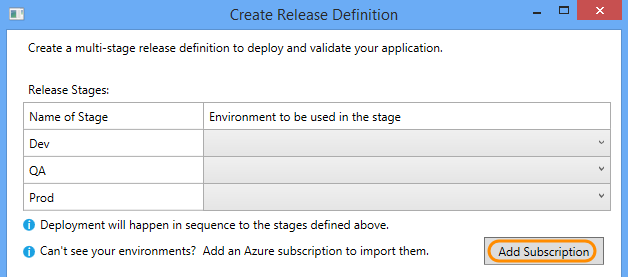 Create Release Definition
Create a multi-stage release definition to deploy and validate your application.
Release Stages:
Name of Stage Environment to be used in the stage
Dev
QA
Prod
Deployment will happen in sequence to the stages defined above.
Can't see your environments? Add an Azure subscription to import them. Add Subscription